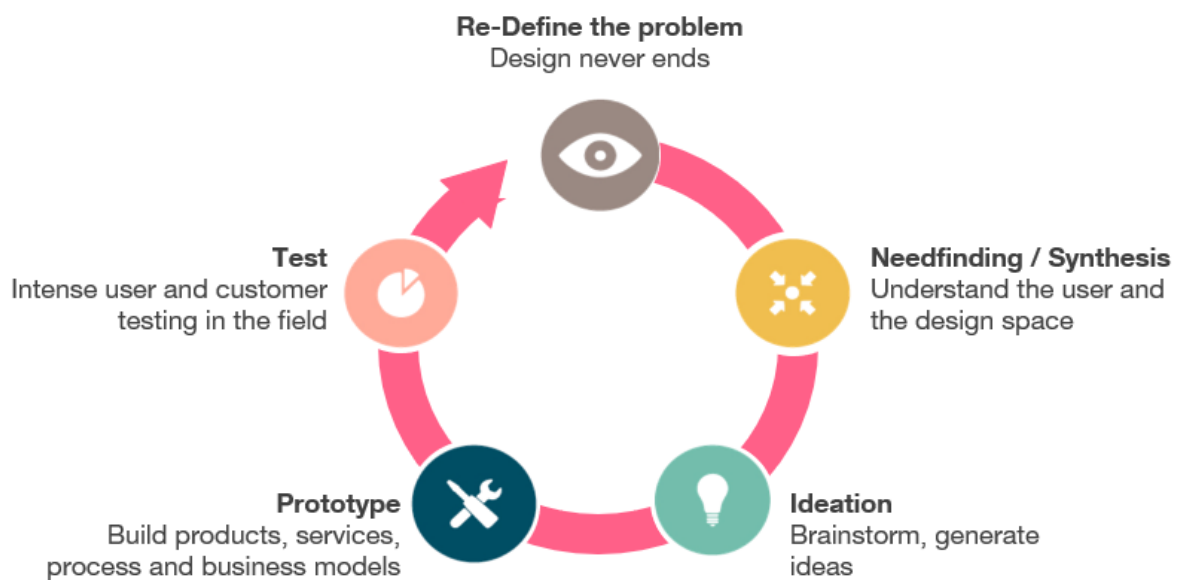 Re-Define the problem
Design never ends
Needfinding / Synthesis
Understand the user and
the design space
Ideation
Brainstorm, generate
ideas
Prototype
Build products, services,
process and business models
Test
Intense user and customer
testing in the field